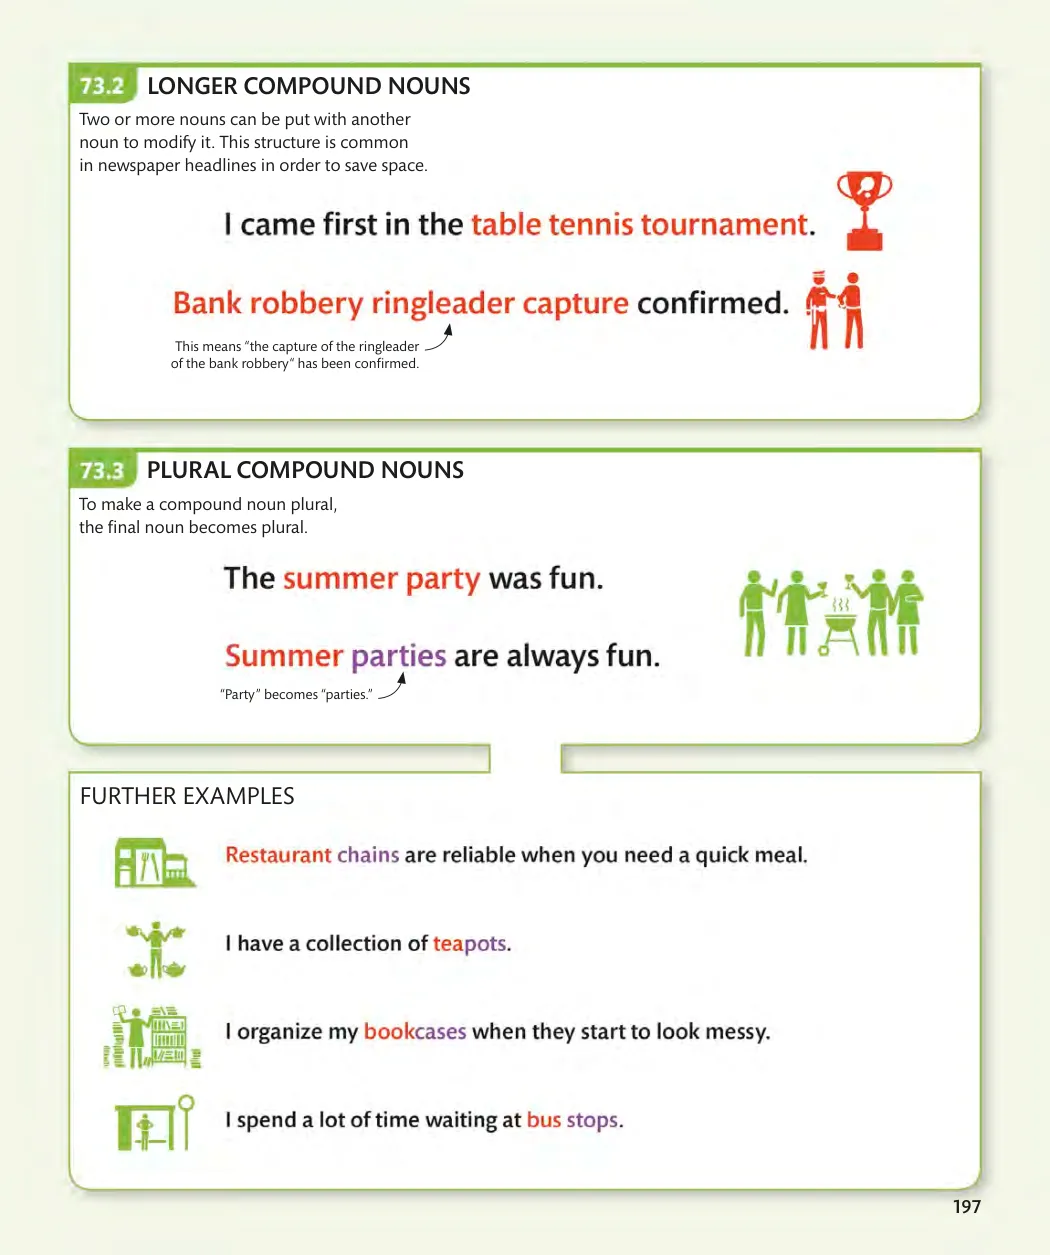 73.2 LONGER COMPOUND NOUNS
Two or more nouns can be put with another
noun to modify it. This structure is common
in newspaper headlines in order to save space.
I came first in the table tennis tournament.
Bank robbery ringleader capture confirmed.
This means “the capture of the ringleader
of the bank robbery“ has been confirmed.
73.3 PLURAL COMPOUND NOUNS
To make a compound noun plural,
the final noun becomes plural.
The summer party was fun.
Summer parties are always fun.
“Party” becomes “parties.”
FURTHER EXAMPLES
Restaurant chains are reliable when you need a quick meal.
I have a collection of teapots.
I organize my bookcases when they start to look messy.
I spend a lot of time waiting at bus stops.
197